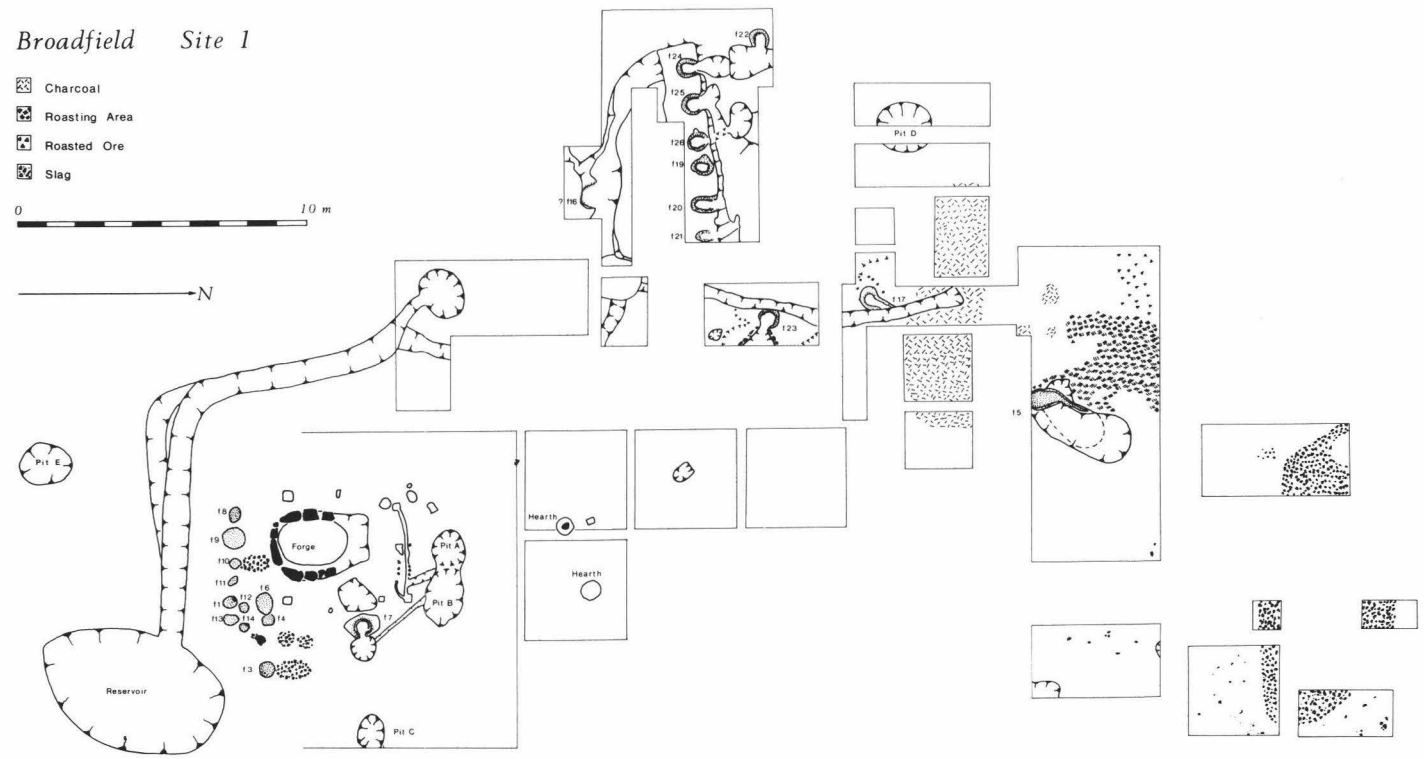 Broadfield Site 1
Charcoal
Roasting Area
Roasted Ore
Slag
0 10 m
N
f22
f24
f25
f26
f19
? f16
f20
f21
Pit D
f17
f23
f5
Pit E
f8
f9
Forge
f10
f11
f6
f12
f1
f13
f14
f4
f3
f7
Pit A
Pit B
Hearth
Hearth
Reservoir
Pit C